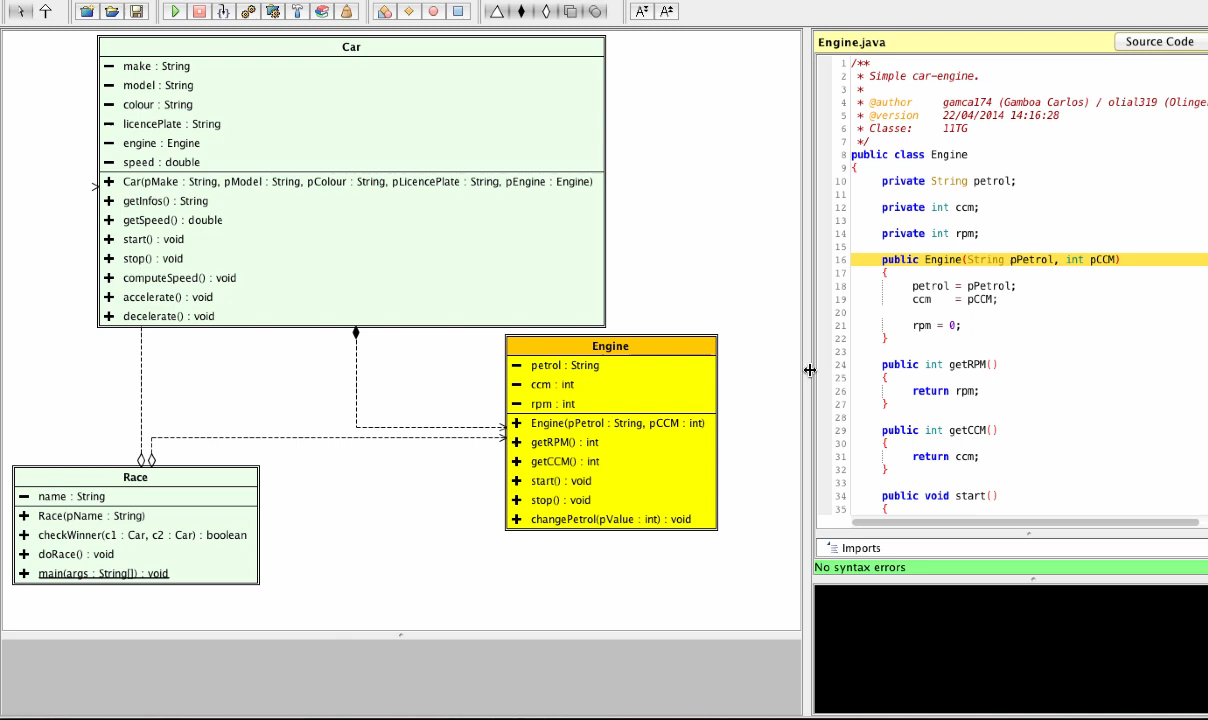 Car
make : String
model : String
colour : String
licencePlate : String
engine : Engine
speed : double
Car(pMake : String, pModel : String, pColour : String, pLicencePlate : String, pEngine : Engine)
getInfos() : String
getSpeed() : double
start() : void
stop() : void
computeSpeed() : void
accelerate() : void
decelerate() : void
Engine
petrol : String
ccm : int
rpm : int
Engine(pPetrol : String, pCCM : int)
getRPM() : int
getCCM() : int
start() : void
stop() : void
changePetrol(pValue : int) : void
Race
name : String
Race(pName : String)
checkWinner(c1 : Car, c2 : Car) : boolean
doRace() : void
main(args : String[]) : void
Engine.java
Source Code
1 /**
2 * Simple car-engine.
3 *
4 * @author gamca174 (Gamboa Carlos) / olial319 (Olinge
5 * @version 22/04/2014 14:16:28
6 * Classe: 11TG
7 */
8 public class Engine
9 {
10 private String petrol;
11
12 private int ccm;
13
14 private int rpm;
15
16 public Engine(String pPetrol, int pCCM)
17 {
18 petrol = pPetrol;
19 ccm = pCCM;
20
21 rpm = 0;
22 }
23
24 public int getRPM()
25 {
26 return rpm;
27 }
28
29 public int getCCM()
30 {
31 return ccm;
32 }
33
34 public void start()
35 {
Imports
No syntax errors